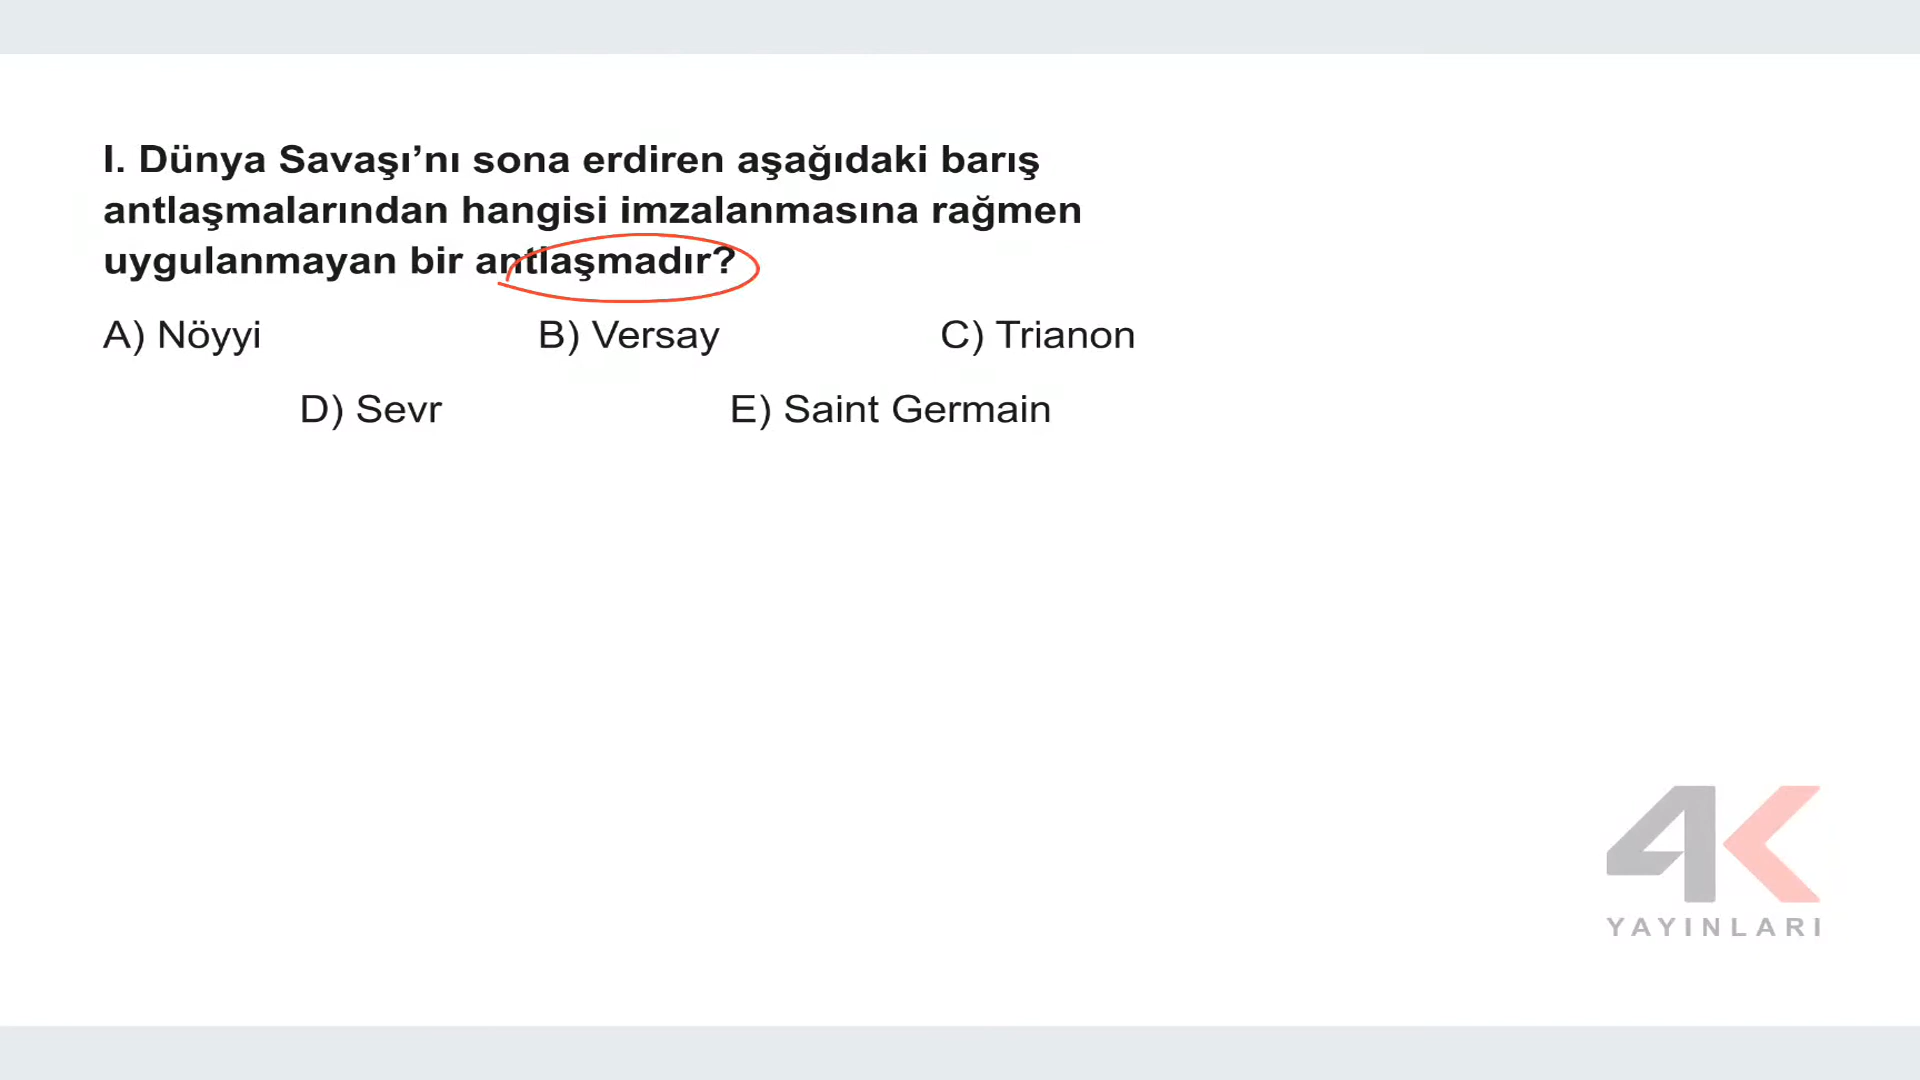 I. Dünya Savaşı’nı sona erdiren aşağıdaki barış
antlaşmalarından hangisi imzalanmasına rağmen
uygulanmayan bir antlaşmadır?
A) Nöyyi B) Versay C) Trianon
D) Sevr E) Saint Germain
4K
YAYINLARI